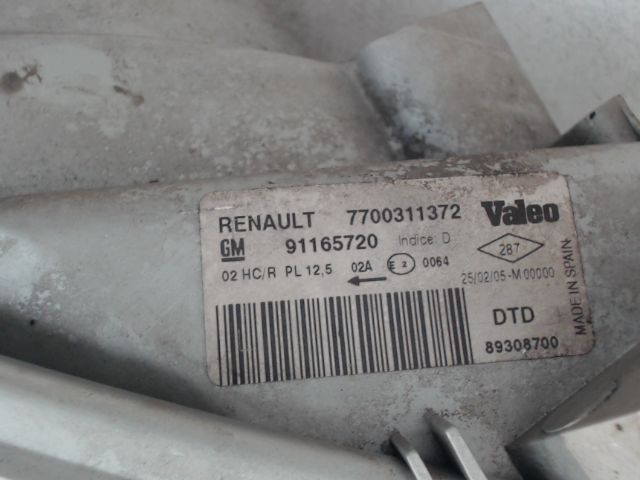 RENAULT 7700311372 Valeo
GM 91165720 Indice: D 287
02 HC/R PL 12,5 02A E2 0064 25/02/05-M 00000
MADE IN SPAIN
DTD
89308700